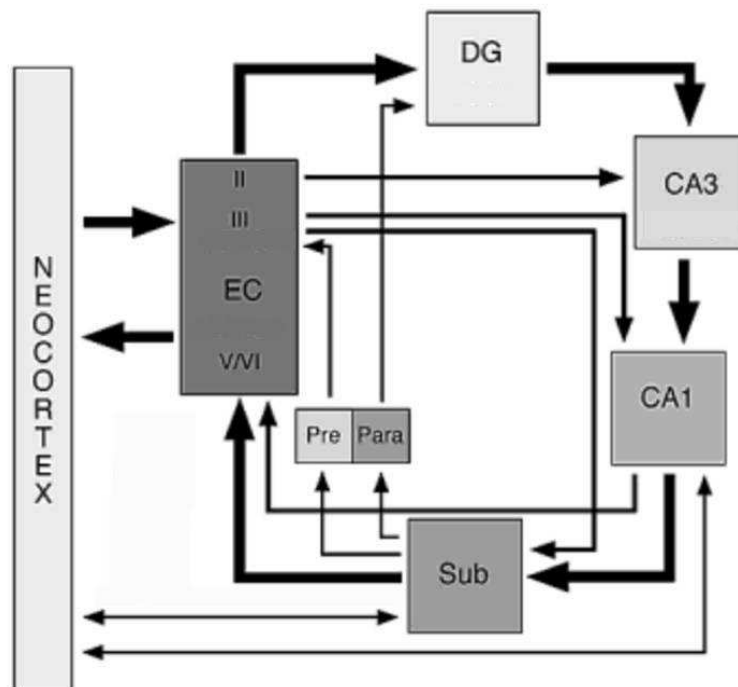 NEOCORTEX
DG
II
III
EC
V/VI
CA3
CA1
Pre
Para
Sub